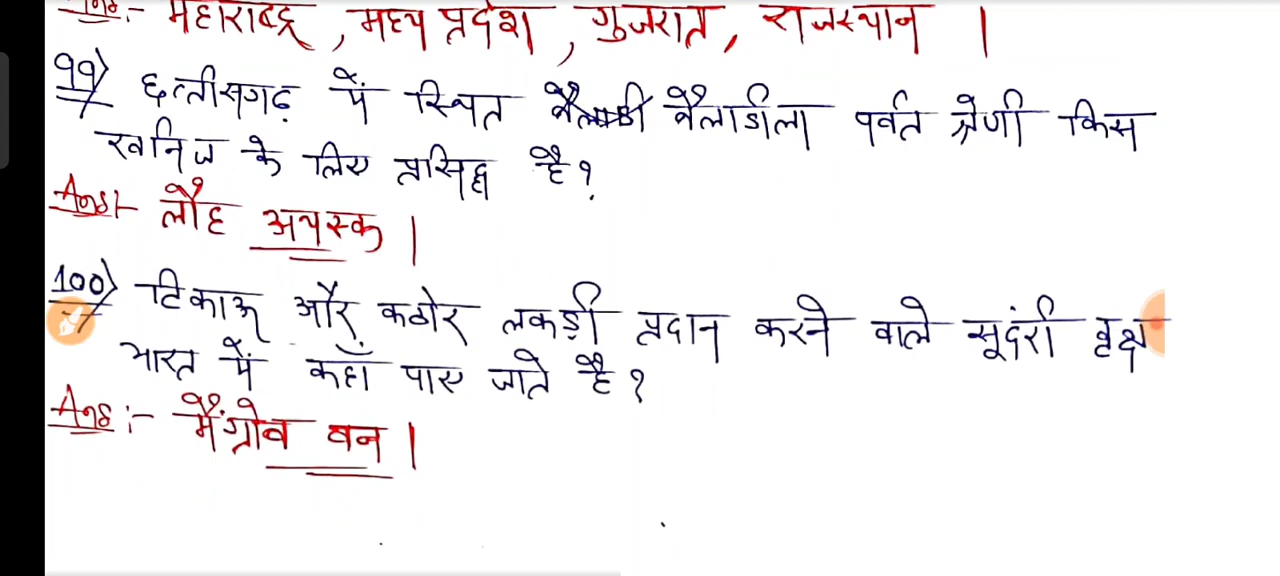 Ans:- महाराष्ट्र, मध्य प्रदेश, गुजरात, राजस्थान ।
99) छत्तीसगढ़ में स्थित बैलाडीला पर्वत श्रेणी किस
खनिज के लिए प्रसिद्ध है?
Ans:- लौह अयस्क ।
100) टिकाऊ और कठोर लकड़ी प्रदान करने वाले सूदंरी वृक्ष
भारत में कहाँ पाए जाते है?
Ans:- मैंग्रोव वन ।